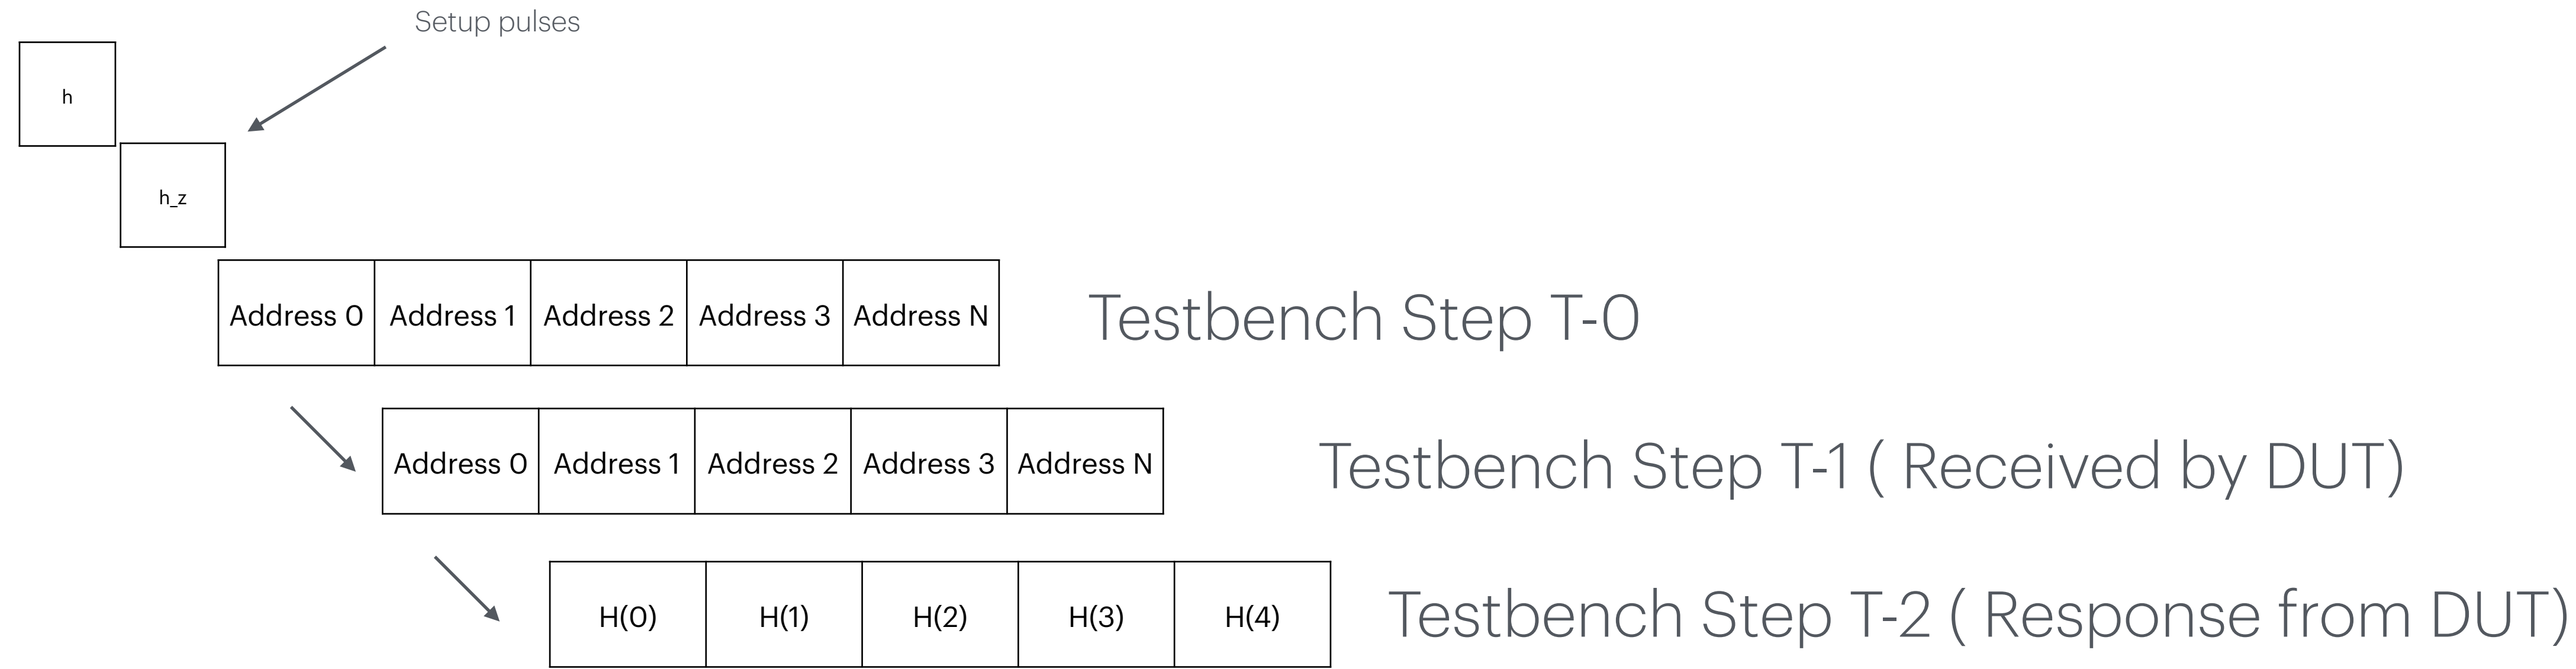 Setup pulses
h
h_z
Address 0 Address 1 Address 2 Address 3 Address N Testbench Step T-0
Address 0 Address 1 Address 2 Address 3 Address N Testbench Step T-1 ( Received by DUT)
H(0) H(1) H(2) H(3) H(4) Testbench Step T-2 ( Response from DUT)